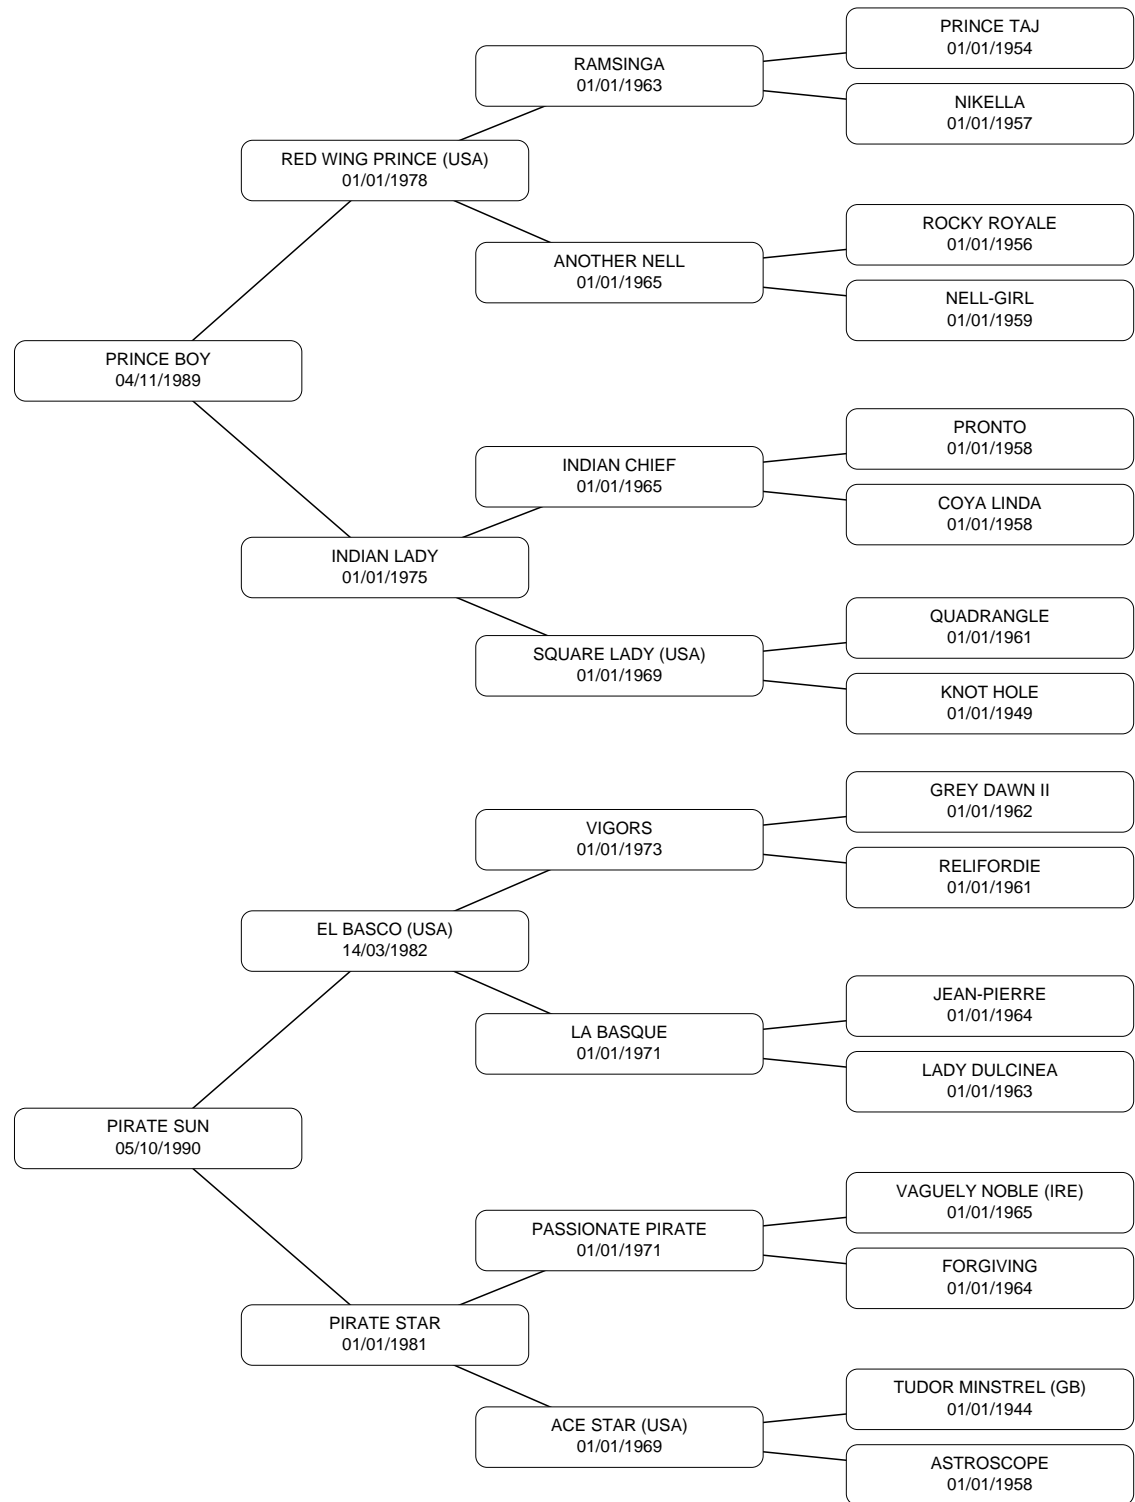 PRINCE TAJ
01/01/1954
RAMSINGA
01/01/1963
NIKELLA
01/01/1957
RED WING PRINCE (USA)
01/01/1978
ROCKY ROYALE
01/01/1956
ANOTHER NELL
01/01/1965
NELL-GIRL
01/01/1959
PRINCE BOY
04/11/1989
PRONTO
01/01/1958
INDIAN CHIEF
01/01/1965
COYA LINDA
01/01/1958
INDIAN LADY
01/01/1975
QUADRANGLE
01/01/1961
SQUARE LADY (USA)
01/01/1969
KNOT HOLE
01/01/1949
GREY DAWN II
01/01/1962
VIGORS
01/01/1973
RELIFORDIE
01/01/1961
EL BASCO (USA)
14/03/1982
JEAN-PIERRE
01/01/1964
LA BASQUE
01/01/1971
LADY DULCINEA
01/01/1963
PIRATE SUN
05/10/1990
VAGUELY NOBLE (IRE)
01/01/1965
PASSIONATE PIRATE
01/01/1971
FORGIVING
01/01/1964
PIRATE STAR
01/01/1981
TUDOR MINSTREL (GB)
01/01/1944
ACE STAR (USA)
01/01/1969
ASTROSCOPE
01/01/1958